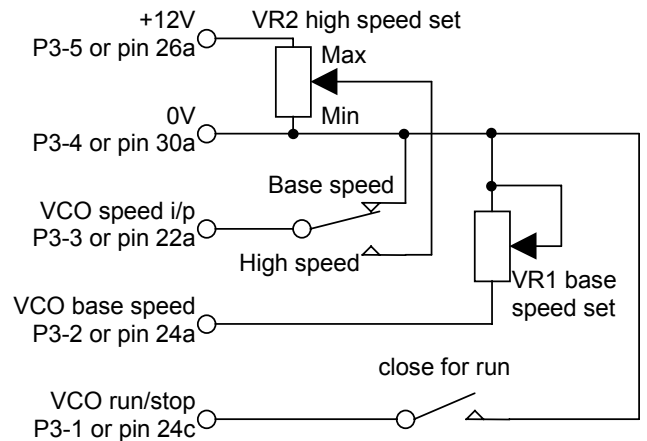 +12V
P3-5 or pin 26a
VR2 high speed set
Max
Min
0V
P3-4 or pin 30a
Base speed
VCO speed i/p
P3-3 or pin 22a
High speed
VR1 base
speed set
VCO base speed
P3-2 or pin 24a
close for run
VCO run/stop
P3-1 or pin 24c